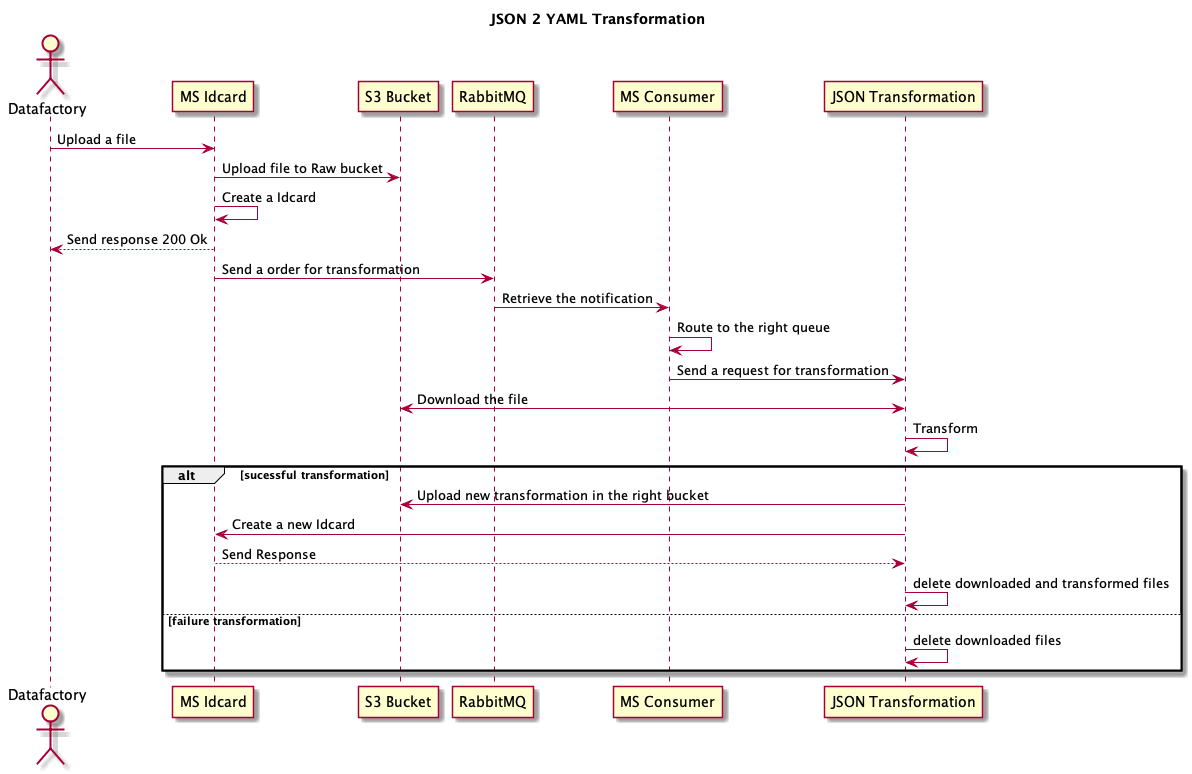 JSON 2 YAML Transformation
Datafactory
MS Idcard
S3 Bucket
RabbitMQ
MS Consumer
JSON Transformation
Upload a file
Upload file to Raw bucket
Create a Idcard
Send response 200 Ok
Send a order for transformation
Retrieve the notification
Route to the right queue
Send a request for transformation
Download the file
Transform
alt [sucessful transformation]
Upload new transformation in the right bucket
Create a new Idcard
Send Response
delete downloaded and transformed files
[failure transformation]
delete downloaded files
Datafactory
MS Idcard
S3 Bucket
RabbitMQ
MS Consumer
JSON Transformation